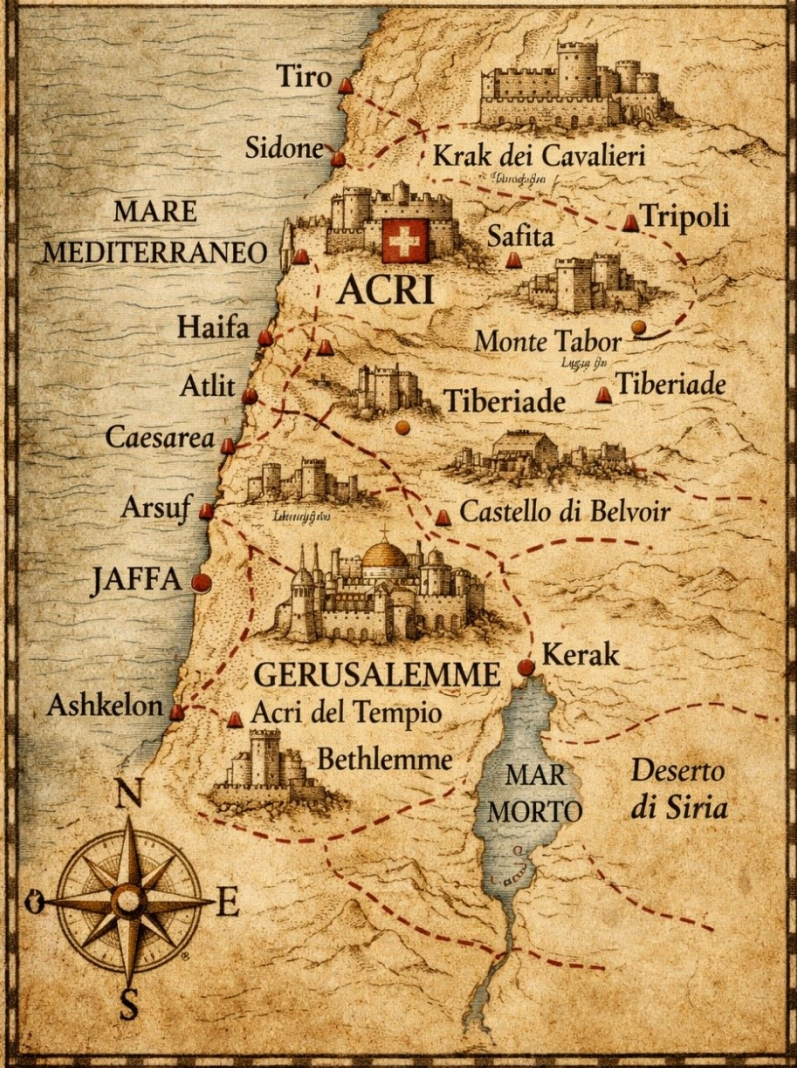 Tiro
Sidone
Krak dei Cavalieri
MARE
MEDITERRANEO
Tripoli
Safita
ACRI
Haifa
Monte Tabor
Atlit
Tiberiade
Tiberiade
Caesarea
Arsuf
Castello di Belvoir
JAFFA
Kerak
GERUSALEMME
Ashkelon
Acri del Tempio
Bethlemme
MAR
MORTO
Deserto
di Siria
N
O
E
S